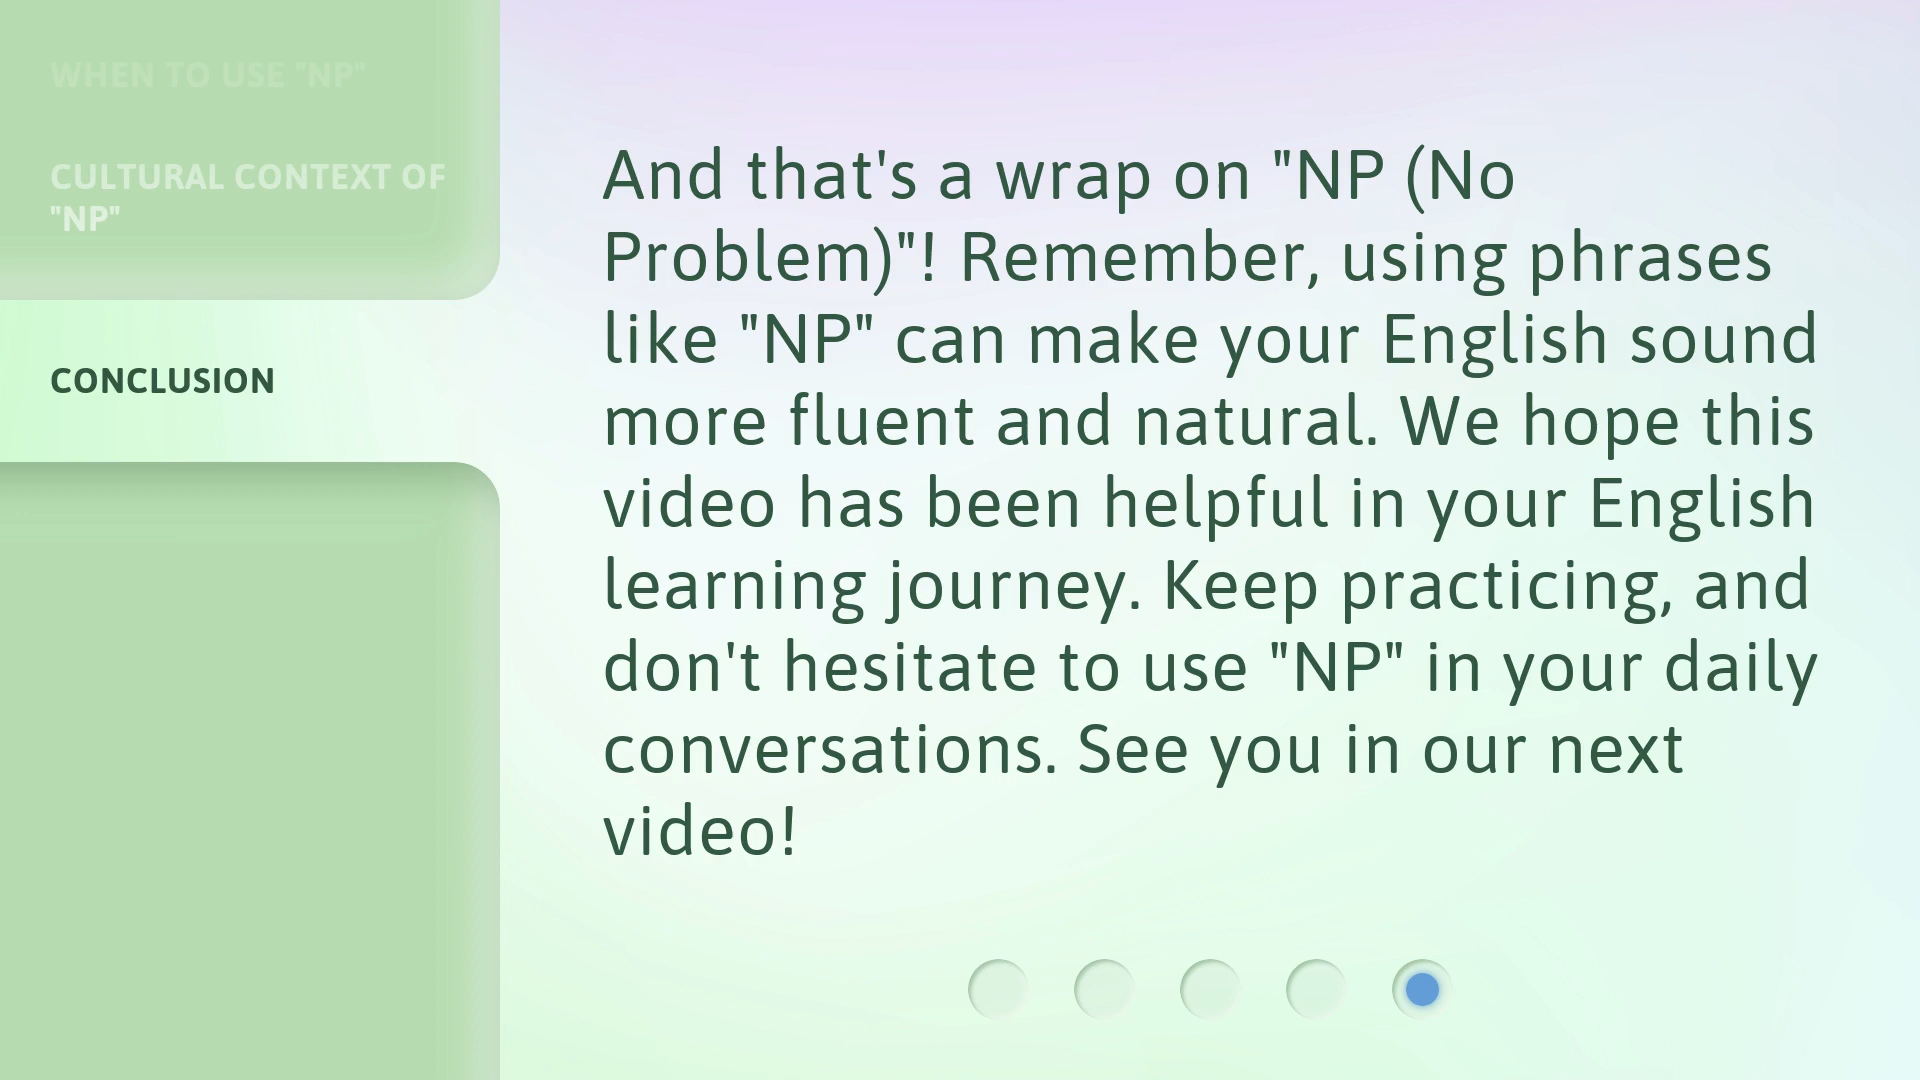 WHEN TO USE "NP"
CULTURAL CONTEXT OF
"NP"
CONCLUSION
And that's a wrap on "NP (No
Problem)"! Remember, using phrases
like "NP" can make your English sound
more fluent and natural. We hope this
video has been helpful in your English
learning journey. Keep practicing, and
don't hesitate to use "NP" in your daily
conversations. See you in our next
video!